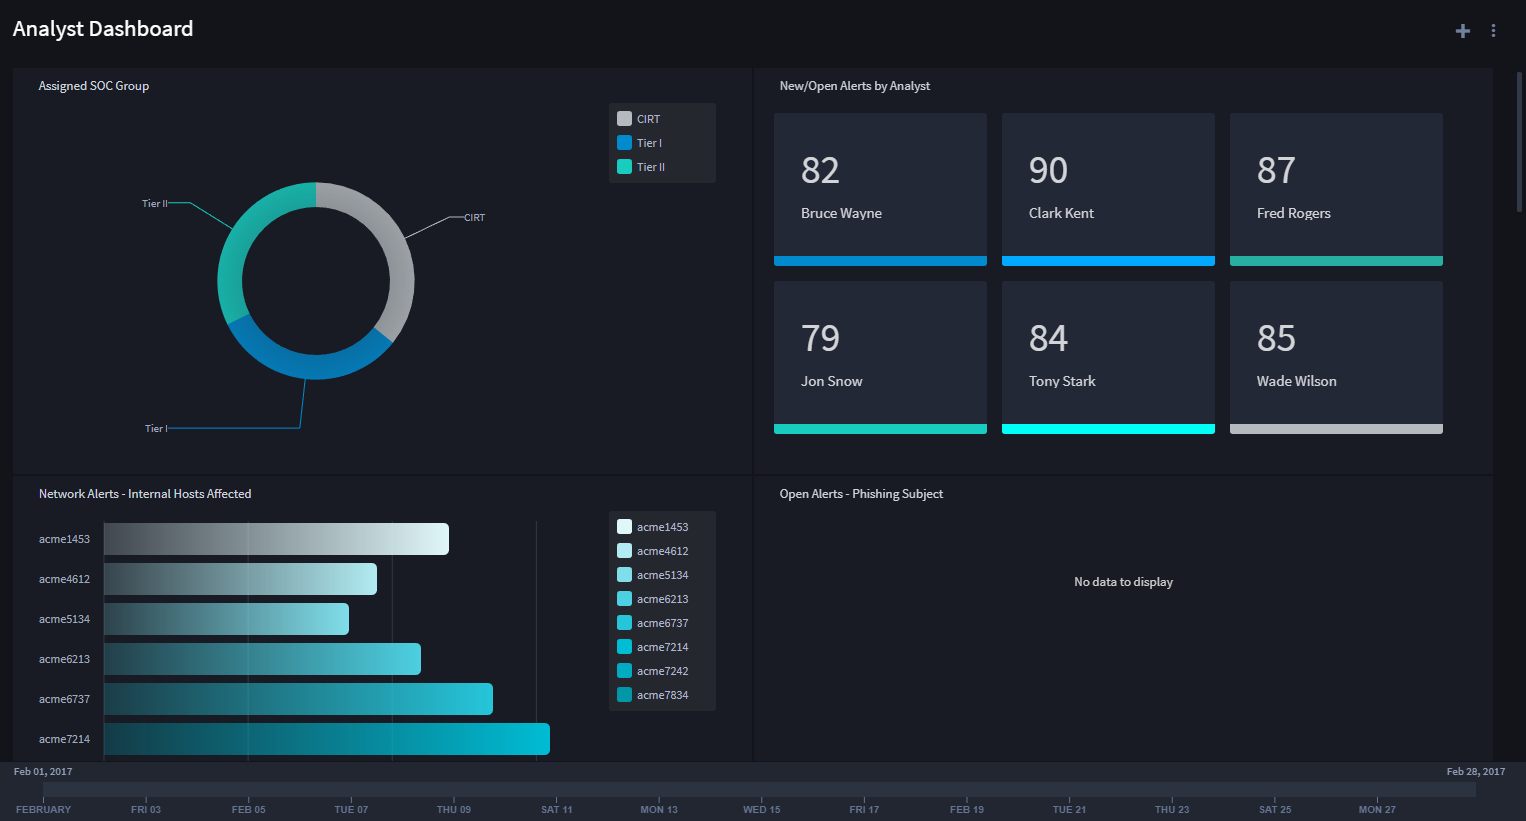 Analyst Dashboard
Assigned SOC Group
CIRT
Tier I
Tier II
Tier II
CIRT
Tier I
New/Open Alerts by Analyst
82
Bruce Wayne
90
Clark Kent
87
Fred Rogers
79
Jon Snow
84
Tony Stark
85
Wade Wilson
Network Alerts - Internal Hosts Affected
acme1453
acme4612
acme5134
acme6213
acme6737
acme7214
acme1453
acme4612
acme5134
acme6213
acme6737
acme7214
acme7242
acme7834
Open Alerts - Phishing Subject
No data to display
Feb 01, 2017
Feb 28, 2017
FEBRUARY FRI 03 FEB 05 TUE 07 THU 09 SAT 11 MON 13 WED 15 FRI 17 FEB 19 TUE 21 THU 23 SAT 25 MON 27